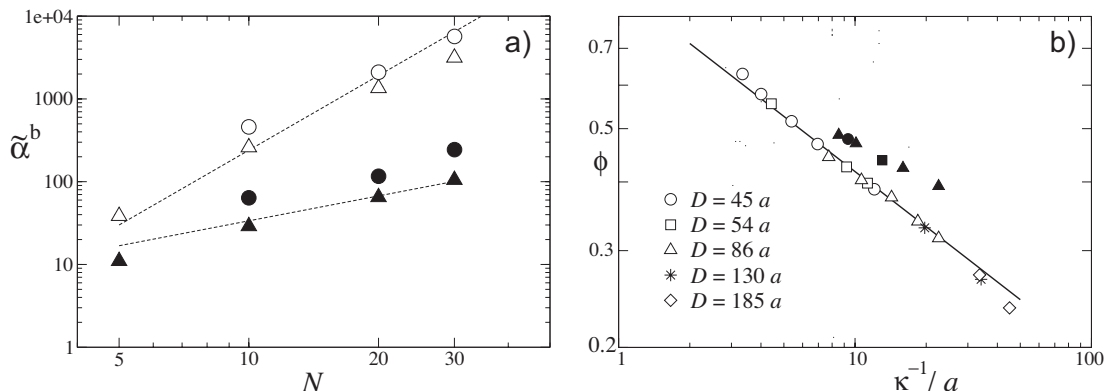 a)
1e+04
1000
100
10
1
α̃ᵇ
5
10
20
30
N
b)
0.7
0.5
0.3
0.2
ϕ
D = 45 a
D = 54 a
D = 86 a
D = 130 a
D = 185 a
1
10
100
κ⁻¹/a